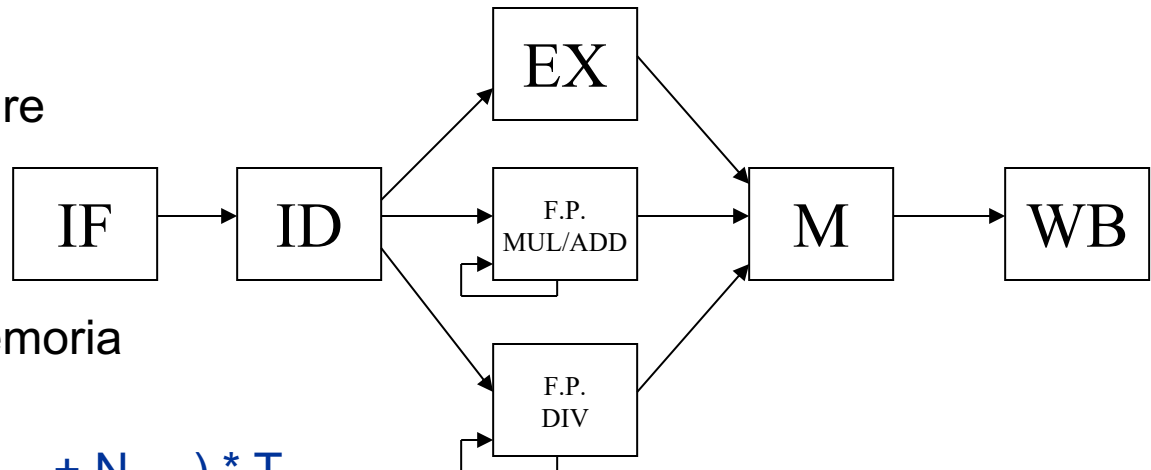 EX
re
IF
ID
F.P.
MUL/ADD
M
WB
emoria
F.P.
DIV
+ N ) * T